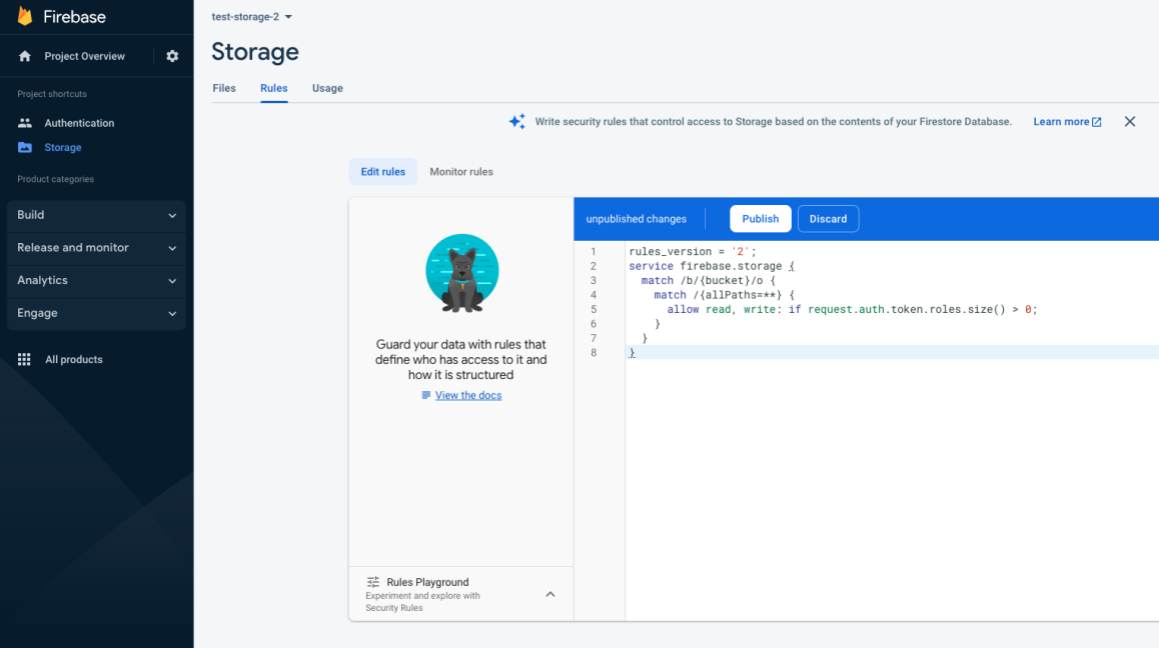 Firebase
Project Overview
Project shortcuts
Authentication
Storage
Product categories
Build
Release and monitor
Analytics
Engage
All products
test-storage-2
Storage
Files Rules Usage
Write security rules that control access to Storage based on the contents of your Firestore Database. Learn more
Edit rules Monitor rules
Guard your data with rules that
define who has access to it and
how it is structured
View the docs
Rules Playground
Experiment and explore with
Security Rules
unpublished changes Publish Discard
1 rules_version = '2';
2 service firebase.storage {
3 match /b/{bucket}/o {
4 match /{allPaths=**} {
5 allow read, write: if request.auth.token.roles.size() > 0;
6 }
7 }
8 }